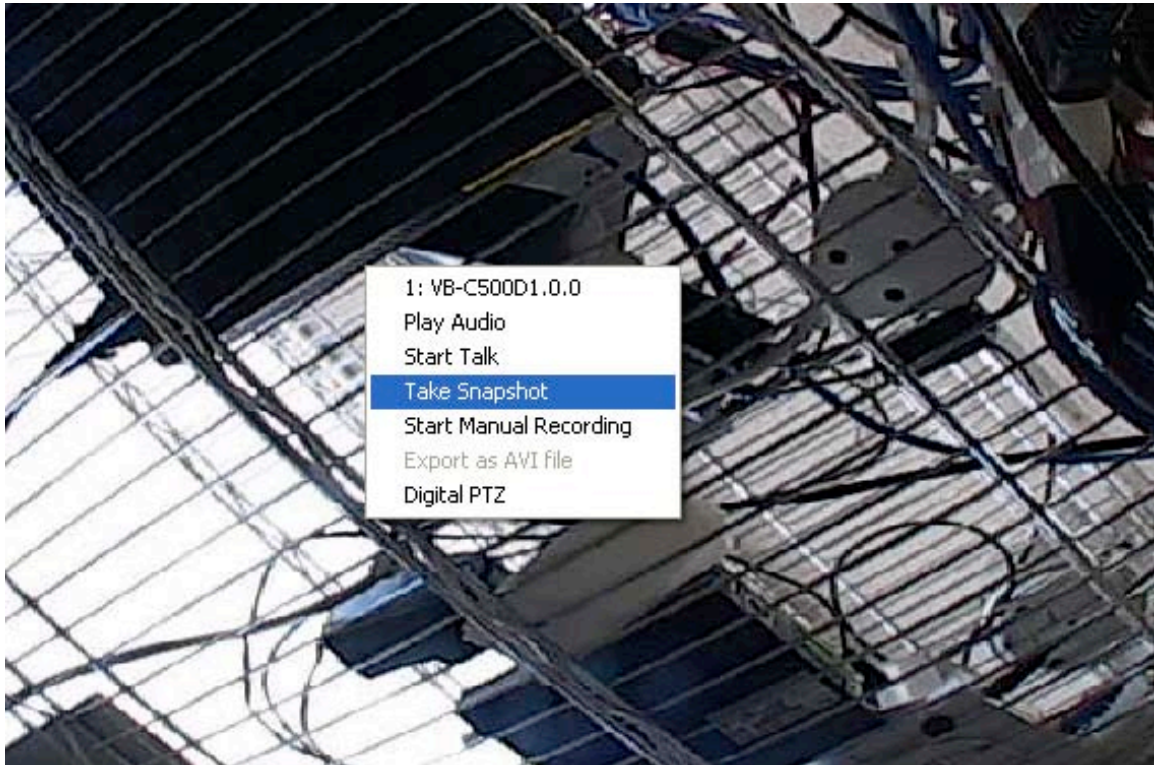 1: VB-C500D1.0.0
Play Audio
Start Talk
Take Snapshot
Start Manual Recording
Export as AVI file
Digital PTZ